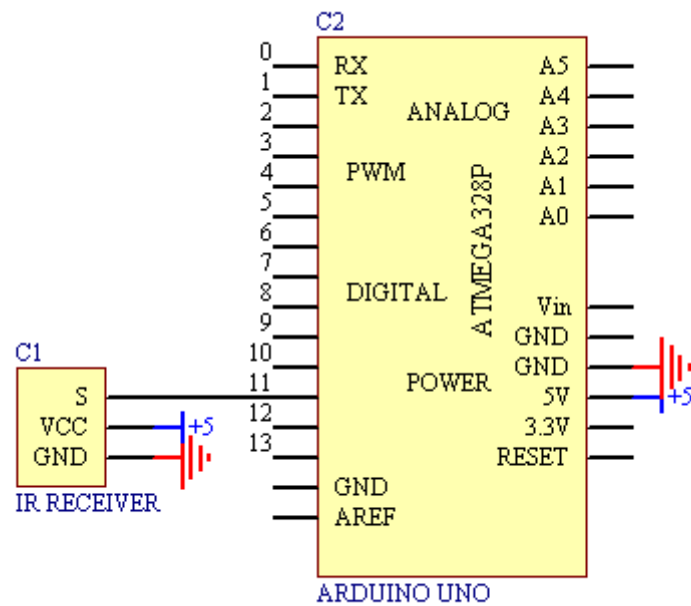 C2
0 RX A5
1 TX A4
ANALOG
2 A3
3 A2
PWM
4 A1
5 A0
ATMEGA328P
6
7
DIGITAL
8 Vin
9 GND
10 GND
C1
POWER
S 11 5V +5
VCC +5 12 3.3V
GND 13 RESET
GND
IR RECEIVER
AREF
ARDUINO UNO